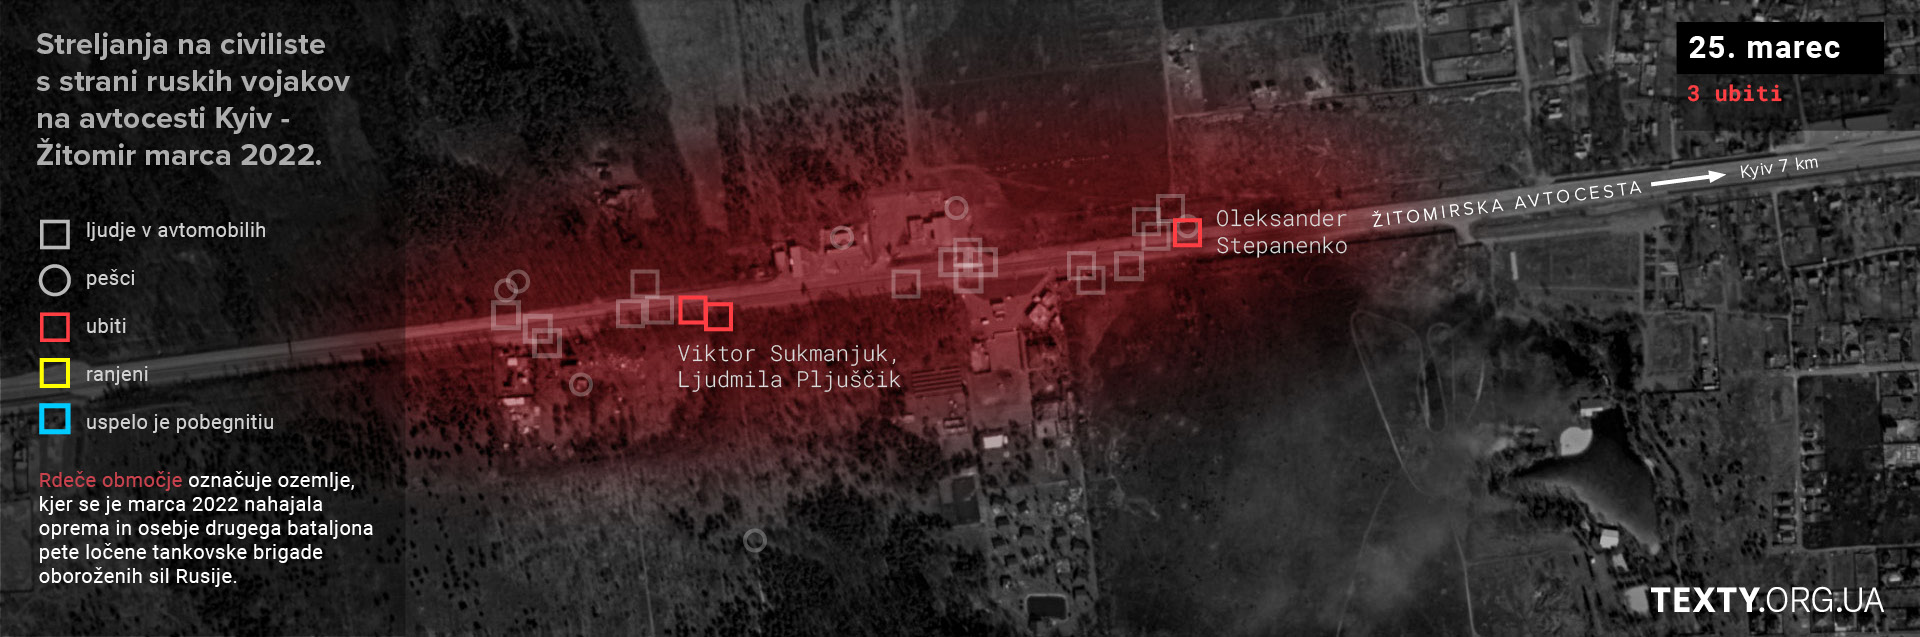 Streljanja na civiliste
s strani ruskih vojakov
na avtocesti Kyiv -
Žitomir marca 2022.
25. marec
3 ubiti
ljudje v avtomobilih
pešci
ubiti
ranjeni
uspelo je pobegnitiu
Rdeče območje označuje ozemlje,
kjer se je marca 2022 nahajala
oprema in osebje drugega bataljona
pete ločene tankovske brigade
oboroženih sil Rusije.
Viktor Sukmanjuk,
Ljudmila Pljuščik
Oleksander
Stepanenko
ŽITOMIRSKA AVTOCESTA
Kyiv 7 km
TEXTY.ORG.UA